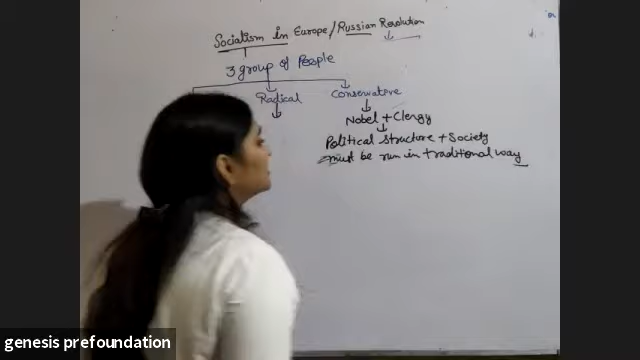 Socialism in Europe/Russian Revolution
3 group of People
Radical
Conservative
Nobel + Clergy
Political Structure + Society
must be run in traditional way
genesis prefoundation